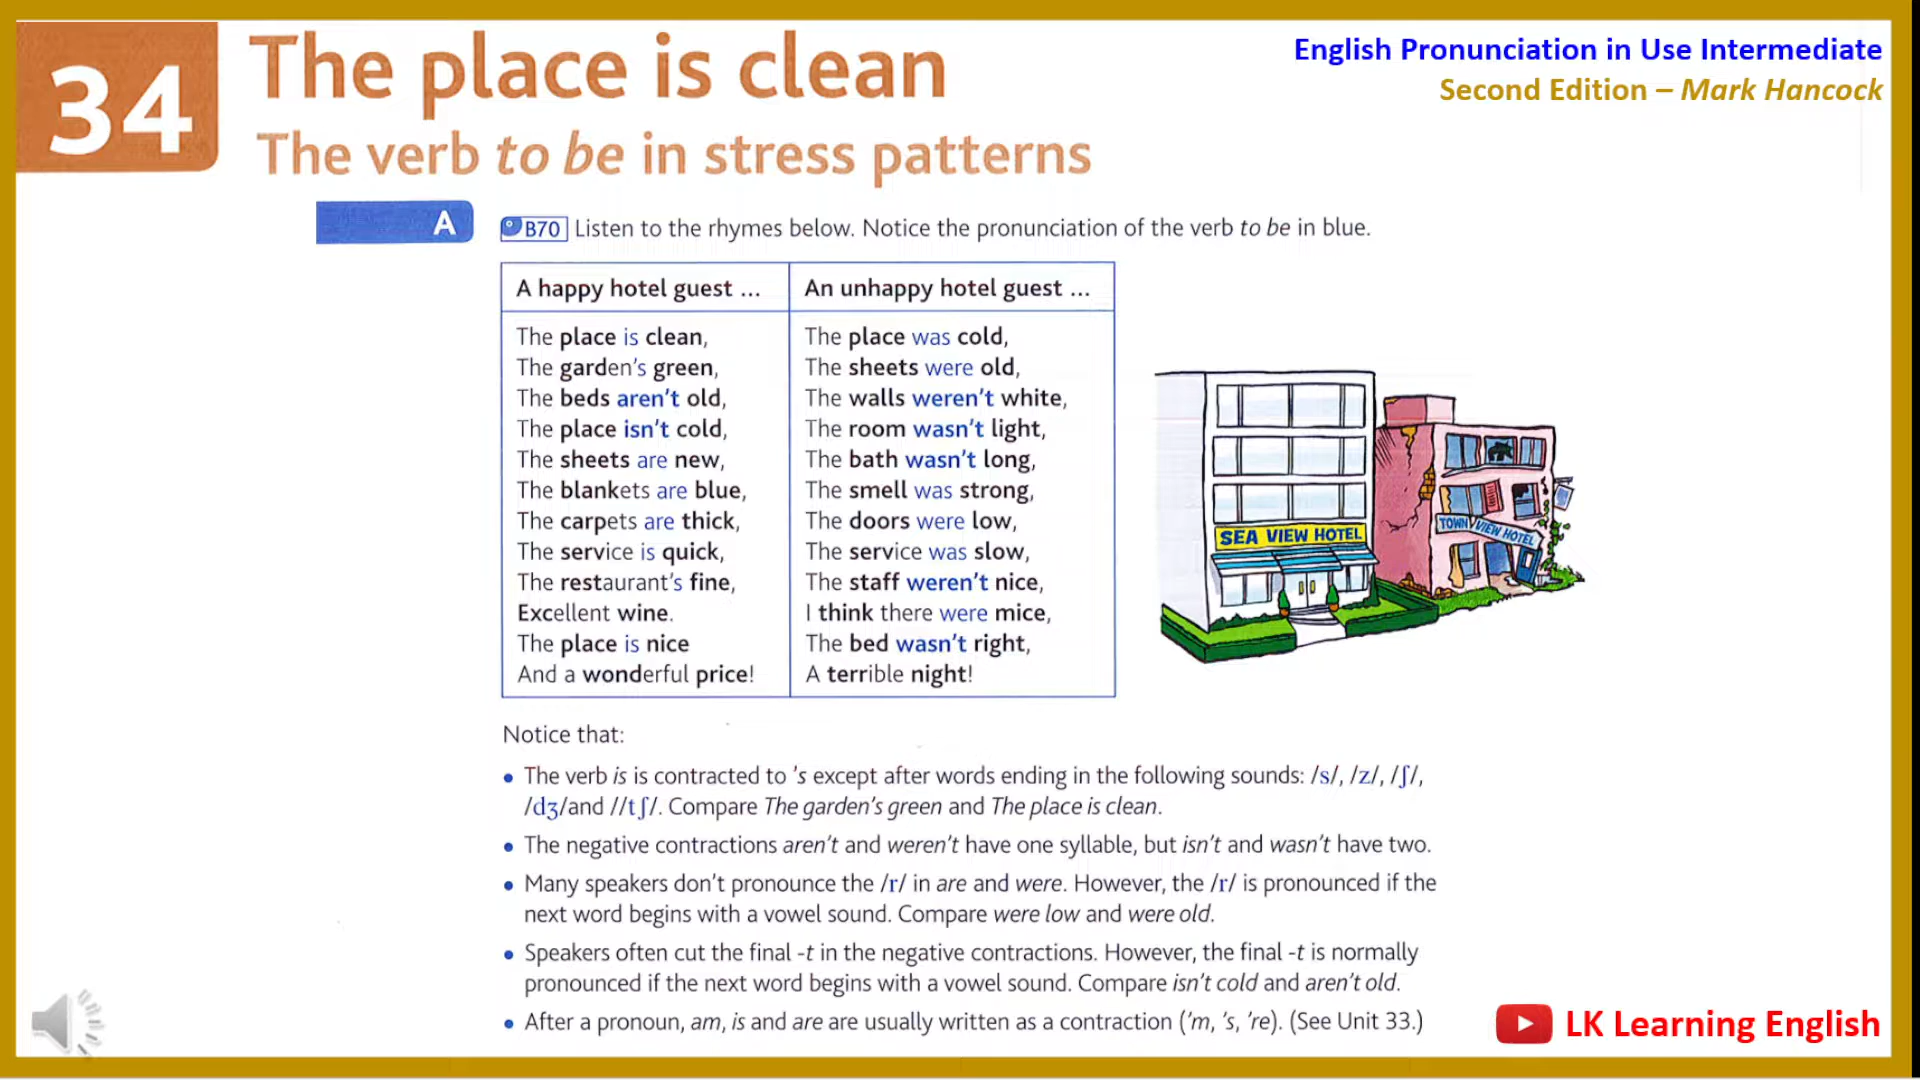 34
The place is clean
The verb to be in stress patterns
English Pronunciation in Use Intermediate
Second Edition – Mark Hancock
A
B70 Listen to the rhymes below. Notice the pronunciation of the verb to be in blue.
A happy hotel guest ...
The place is clean,
The garden's green,
The beds aren't old,
The place isn't cold,
The sheets are new,
The blankets are blue,
The carpets are thick,
The service is quick,
The restaurant's fine,
Excellent wine.
The place is nice
And a wonderful price!
An unhappy hotel guest ...
The place was cold,
The sheets were old,
The walls weren't white,
The room wasn't light,
The bath wasn't long,
The smell was strong,
The doors were low,
The service was slow,
The staff weren't nice,
I think there were mice,
The bed wasn't right,
A terrible night!
SEA VIEW HOTEL
TOWN VIEW HOTEL
Notice that:
• The verb is is contracted to 's except after words ending in the following sounds: /s/, /z/, /ʃ/,
/dʒ/and //tʃ/. Compare The garden's green and The place is clean.
• The negative contractions aren't and weren't have one syllable, but isn't and wasn't have two.
• Many speakers don't pronounce the /r/ in are and were. However, the /r/ is pronounced if the
next word begins with a vowel sound. Compare were low and were old.
• Speakers often cut the final -t in the negative contractions. However, the final -t is normally
pronounced if the next word begins with a vowel sound. Compare isn't cold and aren't old.
• After a pronoun, am, is and are are usually written as a contraction ('m, 's, 're). (See Unit 33.)
LK Learning English